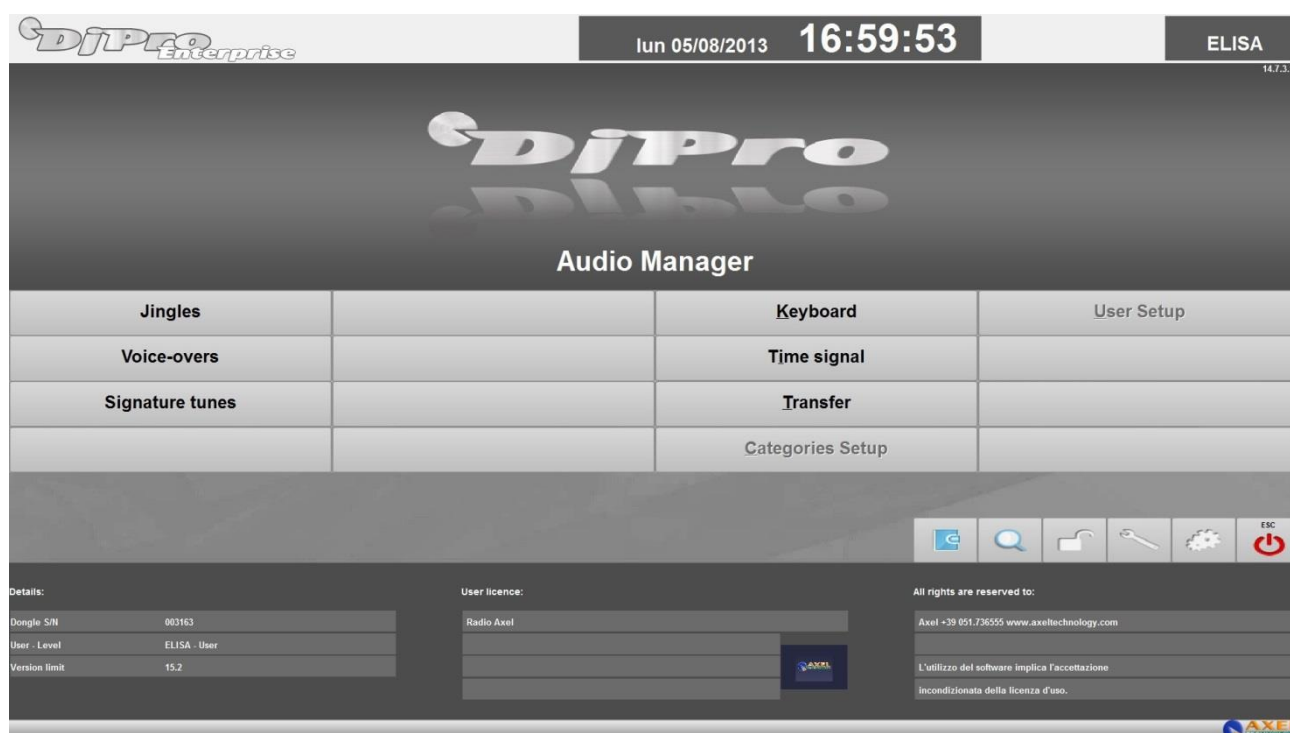 DjPro Enterprise
lun 05/08/2013 16:59:53
ELISA
14.7.3.
DjPro
Audio Manager
Jingles Keyboard User Setup
Voice-overs Time signal
Signature tunes Transfer
Categories Setup
ESC
Details: User licence: All rights are reserved to:
Dongle S/N 003163 Radio Axel Axel +39 051.736555 www.axeltechnology.com
User - Level ELISA - User
Version limit 15.2 AXEL L'utilizzo del software implica l'accettazione
incondizionata della licenza d'uso.
AXE